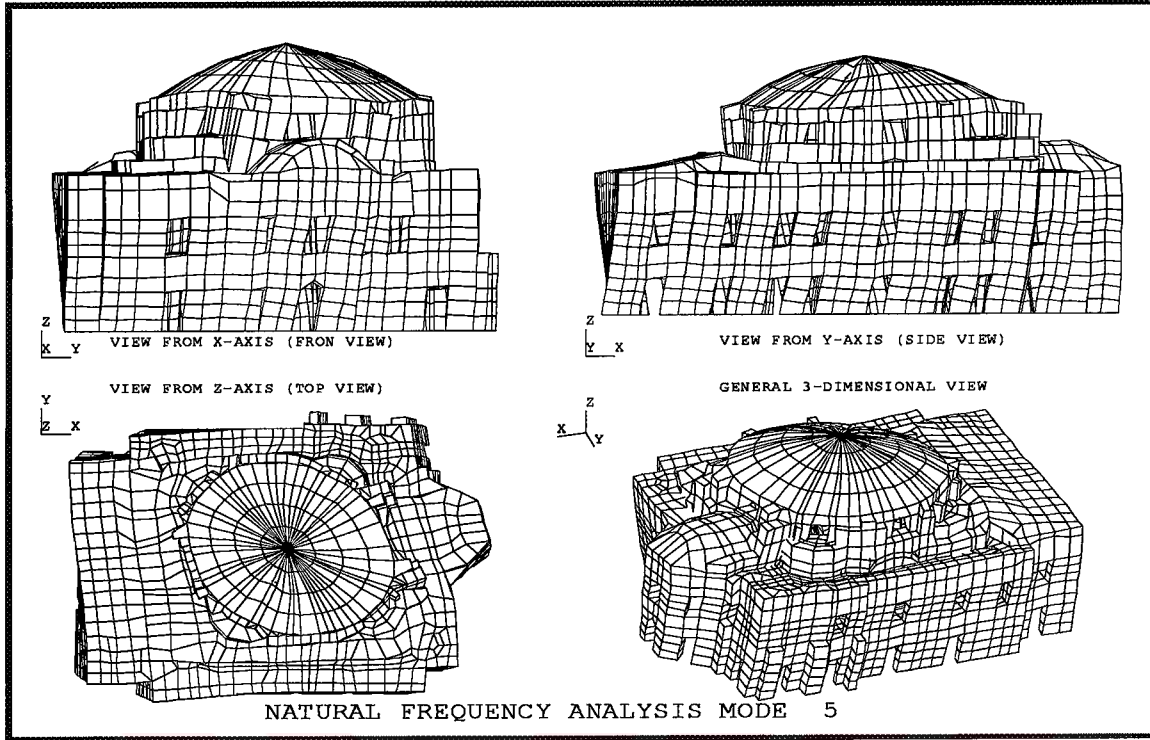 Z
X Y
VIEW FROM X-AXIS (FRON VIEW)
Z
Y X
VIEW FROM Y-AXIS (SIDE VIEW)
VIEW FROM Z-AXIS (TOP VIEW)
Y
Z X
GENERAL 3-DIMENSIONAL VIEW
Z
X
Y
NATURAL FREQUENCY ANALYSIS MODE 5